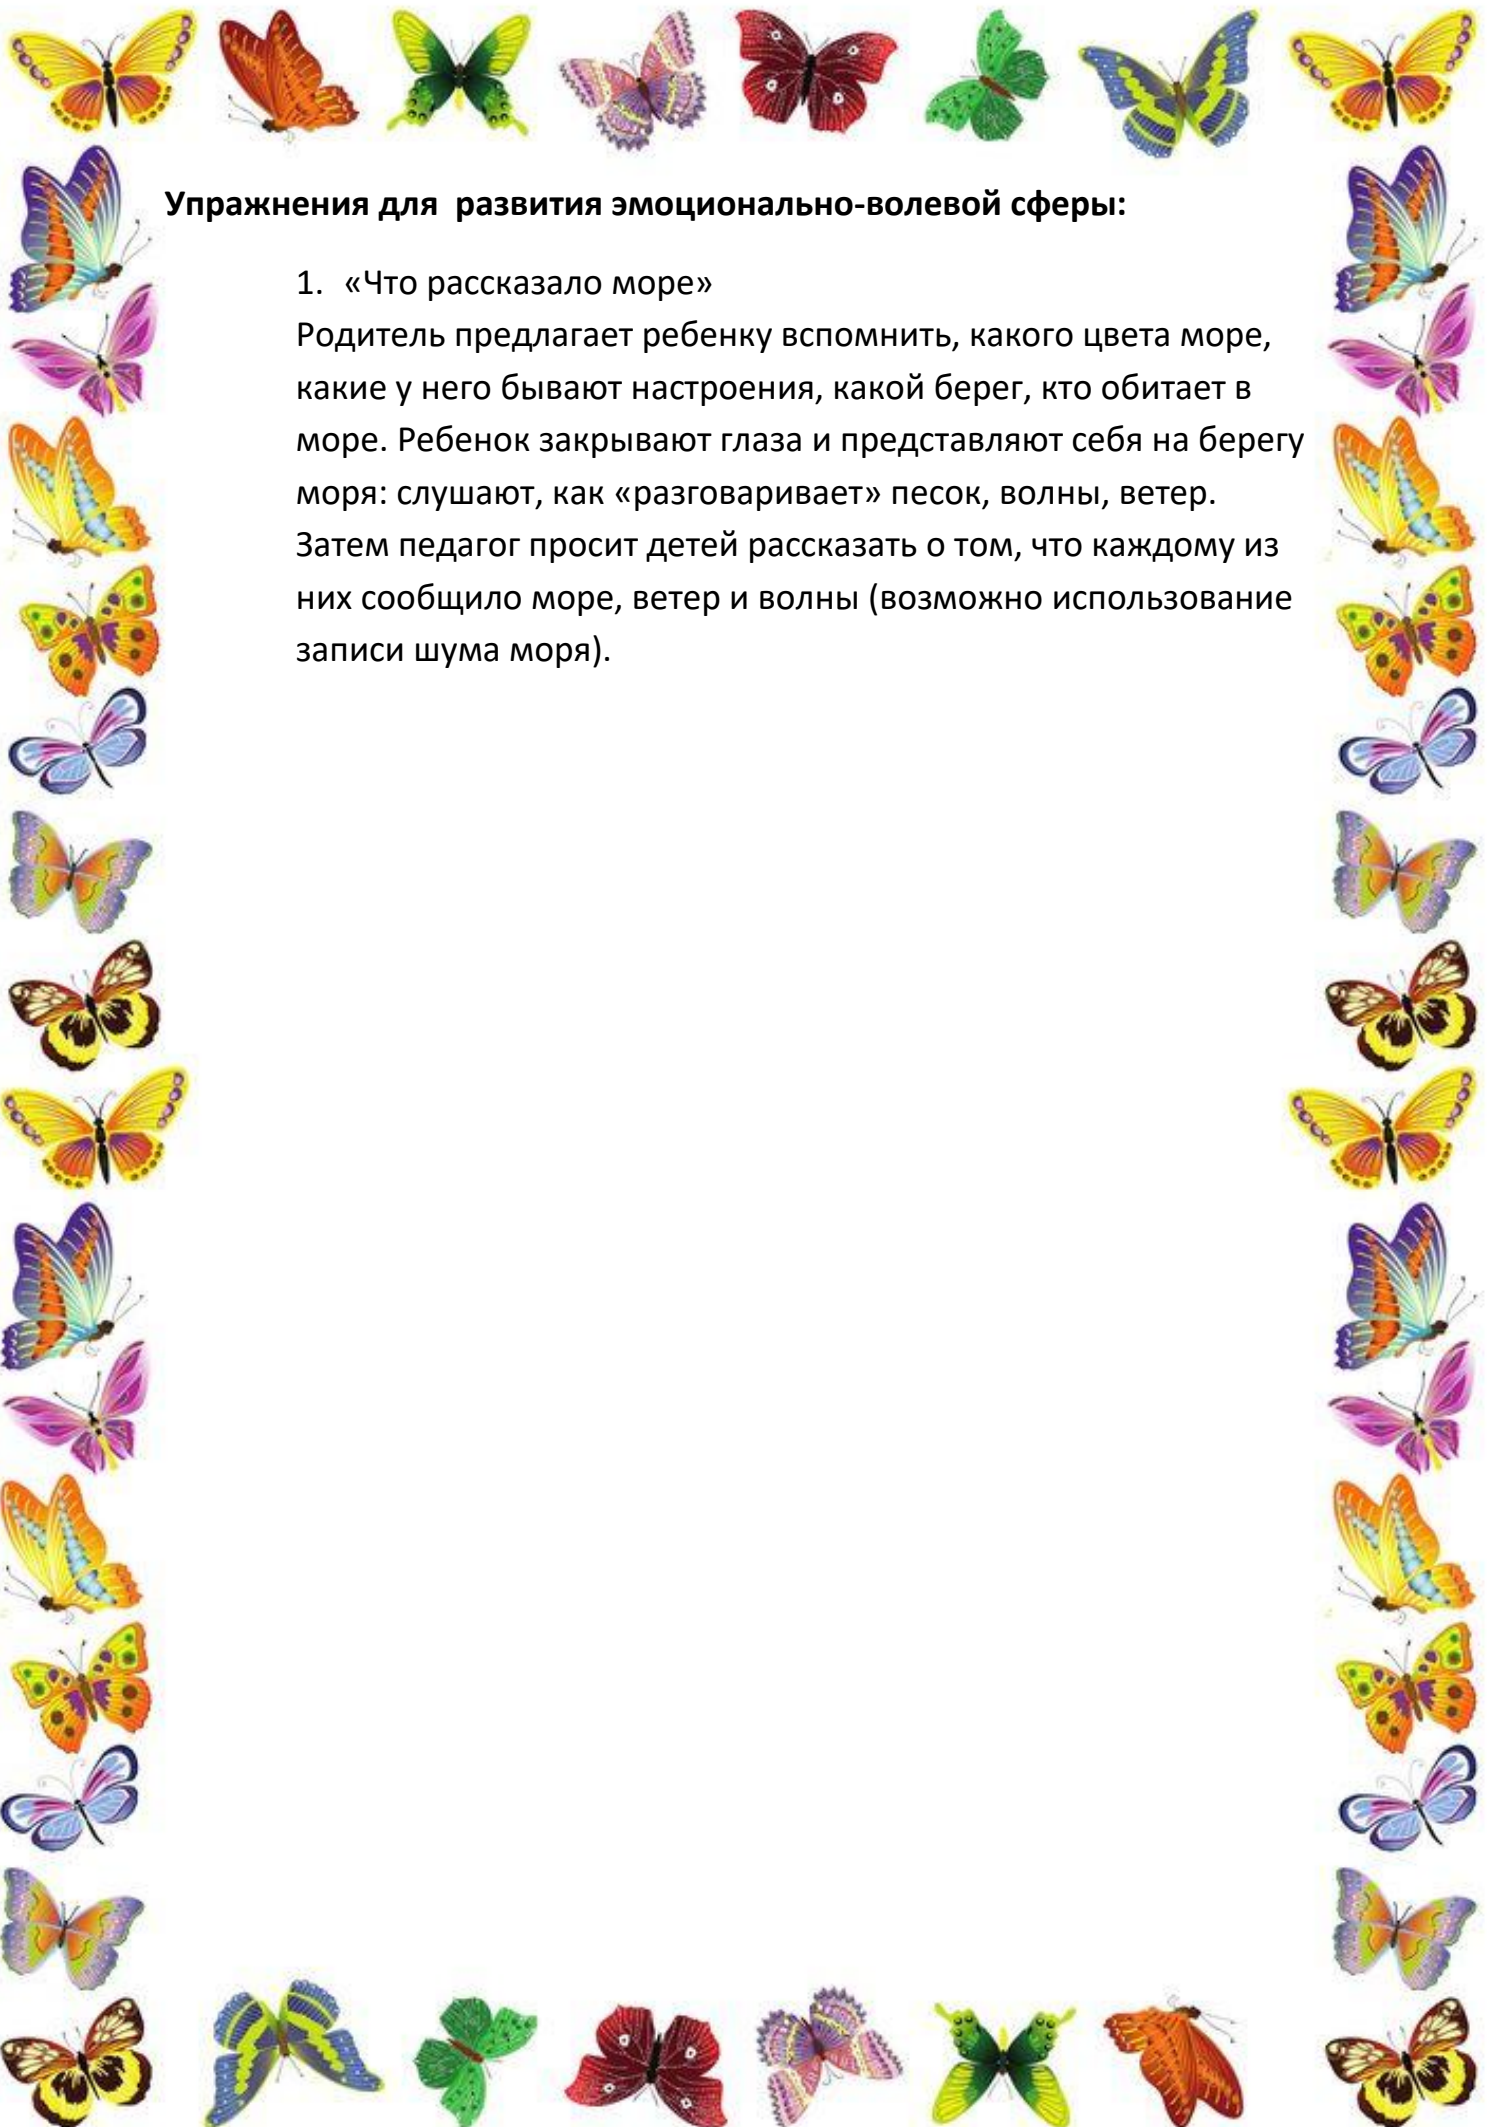 Упражнения для  развития эмоционально-волевой сферы:
1. «Что рассказало море»
Родитель предлагает ребенку вспомнить, какого цвета море,
какие у него бывают настроения, какой берег, кто обитает в
море. Ребенок закрывают глаза и представляют себя на берегу
моря: слушают, как «разговаривает» песок, волны, ветер.
Затем педагог просит детей рассказать о том, что каждому из
них сообщило море, ветер и волны (возможно использование
записи шума моря).